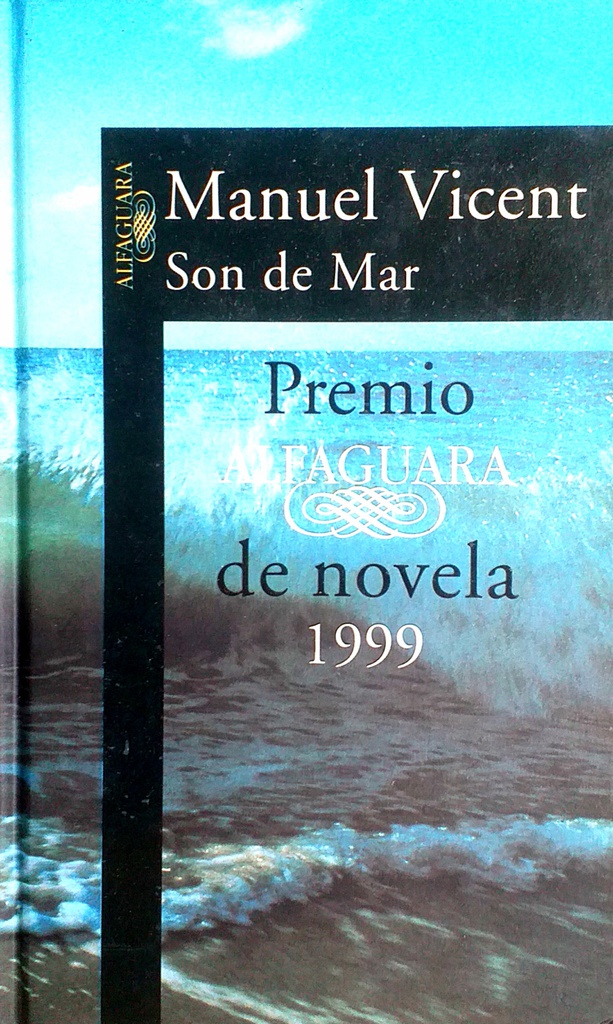 ALFAGUARA
Manuel Vicent
Son de Mar
Premio
ALFAGUARA
de novela
1999